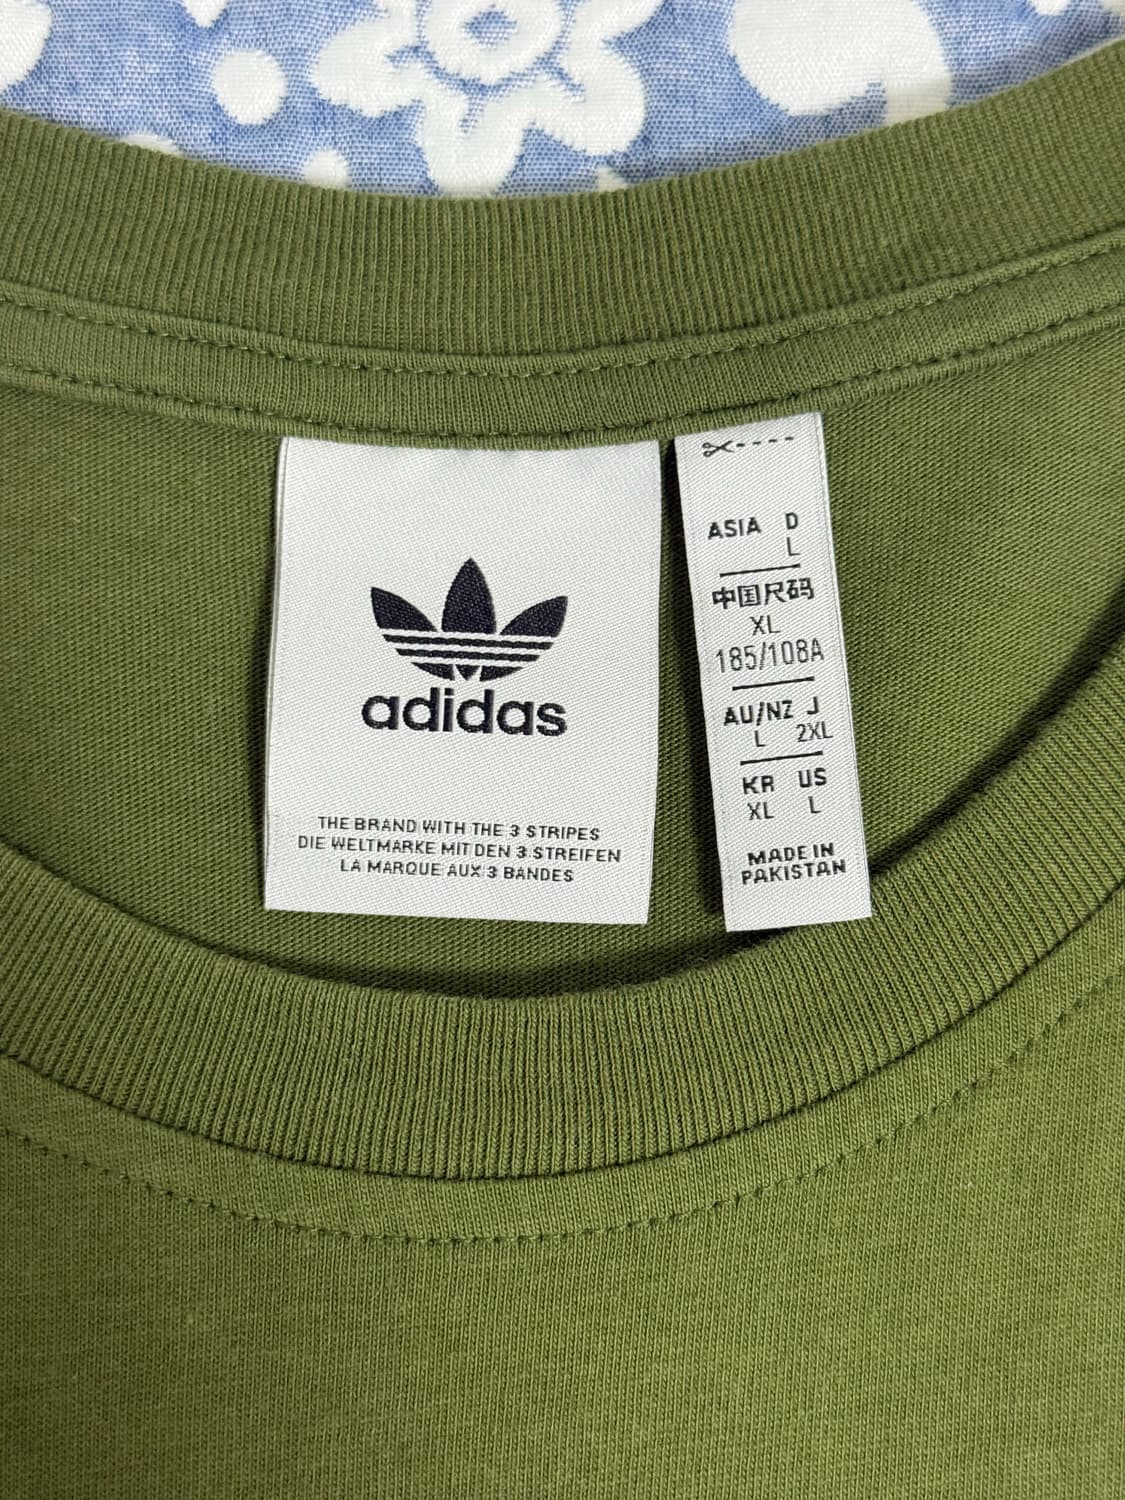 adidas
THE BRAND WITH THE 3 STRIPES
DIE WELTMARKE MIT DEN 3 STREIFEN
LA MARQUE AUX 3 BANDES
ASIA D
L
中国尺码
XL
185/108A
AU/NZ J
L 2XL
KR US
XL L
MADE IN
PAKISTAN